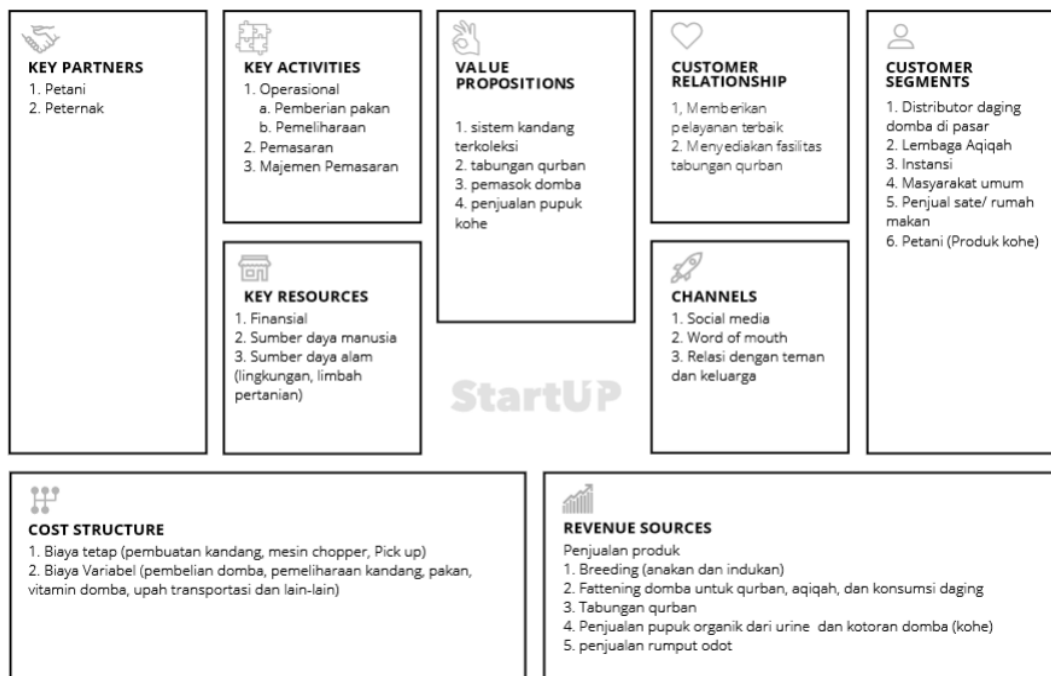 KEY PARTNERS
1. Petani
2. Peternak
KEY ACTIVITIES
1. Operasional
a. Pemberian pakan
b. Pemeliharaan
2. Pemasaran
3. Majemen Pemasaran
KEY RESOURCES
1. Finansial
2. Sumber daya manusia
3. Sumber daya alam
(lingkungan, limbah
pertanian)
VALUE
PROPOSITIONS
1. sistem kandang
terkoleksi
2. tabungan qurban
3. pemasok domba
4. penjualan pupuk
kohe
CUSTOMER
RELATIONSHIP
1, Memberikan
pelayanan terbaik
2. Menyediakan fasilitas
tabungan qurban
CHANNELS
1. Social media
2. Word of mouth
3. Relasi dengan teman
dan keluarga
CUSTOMER
SEGMENTS
1. Distributor daging
domba di pasar
2. Lembaga Aqiqah
3. Instansi
4. Masyarakat umum
5. Penjual sate/ rumah
makan
6. Petani (Produk kohe)
StartUP
COST STRUCTURE
1. Biaya tetap (pembuatan kandang, mesin chopper, Pick up)
2. Biaya Variabel (pembelian domba, pemeliharaan kandang, pakan,
vitamin domba, upah transportasi dan lain-lain)
REVENUE SOURCES
Penjualan produk
1. Breeding (anakan dan indukan)
2. Fattening domba untuk qurban, aqiqah, dan konsumsi daging
3. Tabungan qurban
4. Penjualan pupuk organik dari urine dan kotoran domba (kohe)
5. penjualan rumput odot